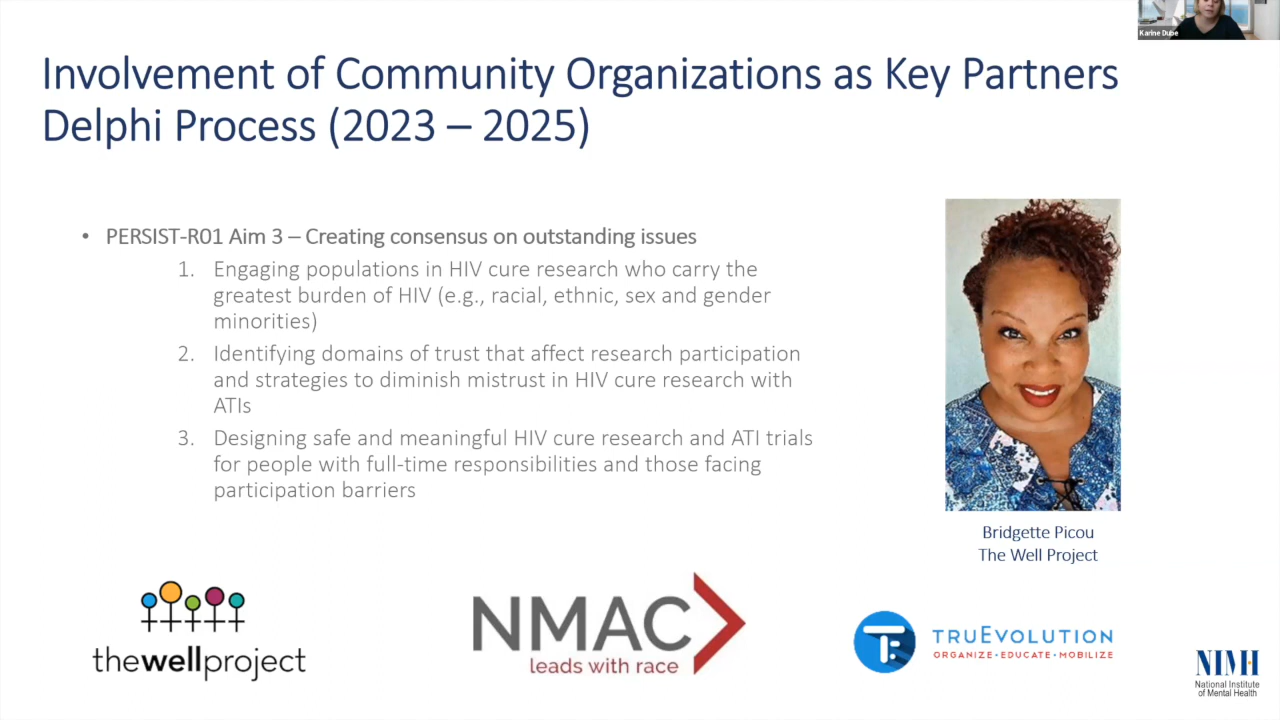 Karine Dube
Involvement of Community Organizations as Key Partners
Delphi Process (2023 – 2025)
• PERSIST-R01 Aim 3 – Creating consensus on outstanding issues
1. Engaging populations in HIV cure research who carry the
greatest burden of HIV (e.g., racial, ethnic, sex and gender
minorities)
2. Identifying domains of trust that affect research participation
and strategies to diminish mistrust in HIV cure research with
ATIs
3. Designing safe and meaningful HIV cure research and ATI trials
for people with full-time responsibilities and those facing
participation barriers
Bridgette Picou
The Well Project
thewellproject
NMAC
leads with race
TRUEVOLUTION
ORGANIZE • EDUCATE • MOBILIZE
NIMH
National Institute
of Mental Health